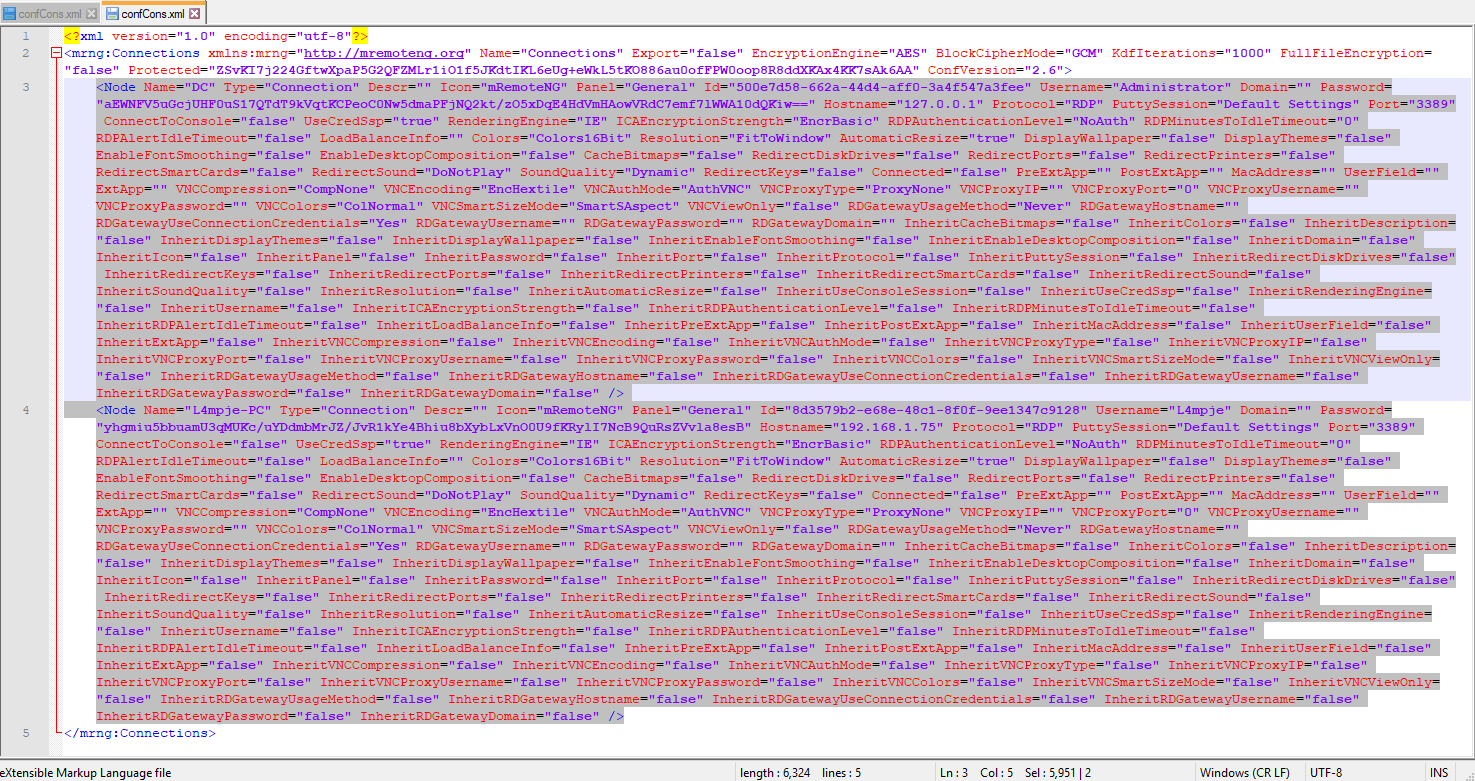 confCons.xml confCons.xml
1 <?xml version="1.0" encoding="utf-8"?>
2 <mrng:Connections xmlns:mrng="http://mremoteng.org" Name="Connections" Export="false" EncryptionEngine="AES" BlockCipherMode="GCM" KdfIterations="1000" FullFileEncryption=
"false" Protected="ZSvKI7j224GftwXpaP5G2QFZMLr1iO1f5JKdtIKL6eUg+eWkL5tKO886au0ofFPW0oop8R8ddXKAx4KK7sAk6AA" ConfVersion="2.6">
3 <Node Name="DC" Type="Connection" Descr="" Icon="mRemoteNG" Panel="General" Id="500e7d58-662a-44d4-aff0-3a4f547a3fee" Username="Administrator" Domain="" Password=
"aEWNFV5uGcjUHF0uS17QTdT9kVqtKCPeoC0Nw5dmaPFjNQ2kt/zO5xDqE4HdVmHAowVRdC7emf7lWWA10dQKiw==" Hostname="127.0.0.1" Protocol="RDP" PuttySession="Default Settings" Port="3389"
ConnectToConsole="false" UseCredSsp="true" RenderingEngine="IE" ICAEncryptionStrength="EncrBasic" RDPAuthenticationLevel="NoAuth" RDPMinutesToIdleTimeout="0"
RDPAlertIdleTimeout="false" LoadBalanceInfo="" Colors="Colors16Bit" Resolution="FitToWindow" AutomaticResize="true" DisplayWallpaper="false" DisplayThemes="false"
EnableFontSmoothing="false" EnableDesktopComposition="false" CacheBitmaps="false" RedirectDiskDrives="false" RedirectPorts="false" RedirectPrinters="false"
RedirectSmartCards="false" RedirectSound="DoNotPlay" SoundQuality="Dynamic" RedirectKeys="false" Connected="false" PreExtApp="" PostExtApp="" MacAddress="" UserField=""
ExtApp="" VNCCompression="CompNone" VNCEncoding="EncHextile" VNCAuthMode="AuthVNC" VNCProxyType="ProxyNone" VNCProxyIP="" VNCProxyPort="0" VNCProxyUsername=""
VNCProxyPassword="" VNCColors="ColNormal" VNCSmartSizeMode="SmartSAspect" VNCViewOnly="false" RDGatewayUsageMethod="Never" RDGatewayHostname=""
RDGatewayUseConnectionCredentials="Yes" RDGatewayUsername="" RDGatewayPassword="" RDGatewayDomain="" InheritCacheBitmaps="false" InheritColors="false" InheritDescription=
"false" InheritDisplayThemes="false" InheritDisplayWallpaper="false" InheritEnableFontSmoothing="false" InheritEnableDesktopComposition="false" InheritDomain="false"
InheritIcon="false" InheritPanel="false" InheritPassword="false" InheritPort="false" InheritProtocol="false" InheritPuttySession="false" InheritRedirectDiskDrives="false"
InheritRedirectKeys="false" InheritRedirectPorts="false" InheritRedirectPrinters="false" InheritRedirectSmartCards="false" InheritRedirectSound="false"
InheritSoundQuality="false" InheritResolution="false" InheritAutomaticResize="false" InheritUseConsoleSession="false" InheritUseCredSsp="false" InheritRenderingEngine=
"false" InheritUsername="false" InheritICAEncryptionStrength="false" InheritRDPAuthenticationLevel="false" InheritRDPMinutesToIdleTimeout="false"
InheritRDPAlertIdleTimeout="false" InheritLoadBalanceInfo="false" InheritPreExtApp="false" InheritPostExtApp="false" InheritMacAddress="false" InheritUserField="false"
InheritExtApp="false" InheritVNCCompression="false" InheritVNCEncoding="false" InheritVNCAuthMode="false" InheritVNCProxyType="false" InheritVNCProxyIP="false"
InheritVNCProxyPort="false" InheritVNCProxyUsername="false" InheritVNCProxyPassword="false" InheritVNCColors="false" InheritVNCSmartSizeMode="false" InheritVNCViewOnly=
"false" InheritRDGatewayUsageMethod="false" InheritRDGatewayHostname="false" InheritRDGatewayUseConnectionCredentials="false" InheritRDGatewayUsername="false"
InheritRDGatewayPassword="false" InheritRDGatewayDomain="false" />
4 <Node Name="L4mpje-PC" Type="Connection" Descr="" Icon="mRemoteNG" Panel="General" Id="8d3579b2-e68e-48c1-8f0f-9ee1347c9128" Username="L4mpje" Domain="" Password=
"yhgmiu5bbuamU3qMUKc/uYDdmbMrJZ/JvR1kYe4Bhiu8bXybLxVnO0U9fKRylI7NcB9QuRsZVvla8esB" Hostname="192.168.1.75" Protocol="RDP" PuttySession="Default Settings" Port="3389"
ConnectToConsole="false" UseCredSsp="true" RenderingEngine="IE" ICAEncryptionStrength="EncrBasic" RDPAuthenticationLevel="NoAuth" RDPMinutesToIdleTimeout="0"
RDPAlertIdleTimeout="false" LoadBalanceInfo="" Colors="Colors16Bit" Resolution="FitToWindow" AutomaticResize="true" DisplayWallpaper="false" DisplayThemes="false"
EnableFontSmoothing="false" EnableDesktopComposition="false" CacheBitmaps="false" RedirectDiskDrives="false" RedirectPorts="false" RedirectPrinters="false"
RedirectSmartCards="false" RedirectSound="DoNotPlay" SoundQuality="Dynamic" RedirectKeys="false" Connected="false" PreExtApp="" PostExtApp="" MacAddress="" UserField=""
ExtApp="" VNCCompression="CompNone" VNCEncoding="EncHextile" VNCAuthMode="AuthVNC" VNCProxyType="ProxyNone" VNCProxyIP="" VNCProxyPort="0" VNCProxyUsername=""
VNCProxyPassword="" VNCColors="ColNormal" VNCSmartSizeMode="SmartSAspect" VNCViewOnly="false" RDGatewayUsageMethod="Never" RDGatewayHostname=""
RDGatewayUseConnectionCredentials="Yes" RDGatewayUsername="" RDGatewayPassword="" RDGatewayDomain="" InheritCacheBitmaps="false" InheritColors="false" InheritDescription=
"false" InheritDisplayThemes="false" InheritDisplayWallpaper="false" InheritEnableFontSmoothing="false" InheritEnableDesktopComposition="false" InheritDomain="false"
InheritIcon="false" InheritPanel="false" InheritPassword="false" InheritPort="false" InheritProtocol="false" InheritPuttySession="false" InheritRedirectDiskDrives="false"
InheritRedirectKeys="false" InheritRedirectPorts="false" InheritRedirectPrinters="false" InheritRedirectSmartCards="false" InheritRedirectSound="false"
InheritSoundQuality="false" InheritResolution="false" InheritAutomaticResize="false" InheritUseConsoleSession="false" InheritUseCredSsp="false" InheritRenderingEngine=
"false" InheritUsername="false" InheritICAEncryptionStrength="false" InheritRDPAuthenticationLevel="false" InheritRDPMinutesToIdleTimeout="false"
InheritRDPAlertIdleTimeout="false" InheritLoadBalanceInfo="false" InheritPreExtApp="false" InheritPostExtApp="false" InheritMacAddress="false" InheritUserField="false"
InheritExtApp="false" InheritVNCCompression="false" InheritVNCEncoding="false" InheritVNCAuthMode="false" InheritVNCProxyType="false" InheritVNCProxyIP="false"
InheritVNCProxyPort="false" InheritVNCProxyUsername="false" InheritVNCProxyPassword="false" InheritVNCColors="false" InheritVNCSmartSizeMode="false" InheritVNCViewOnly=
"false" InheritRDGatewayUsageMethod="false" InheritRDGatewayHostname="false" InheritRDGatewayUseConnectionCredentials="false" InheritRDGatewayUsername="false"
InheritRDGatewayPassword="false" InheritRDGatewayDomain="false" />
5 </mrng:Connections>
eXtensible Markup Language file length : 6,324 lines : 5 Ln : 3 Col : 5 Sel : 5,951 | 2 Windows (CR LF) UTF-8 INS